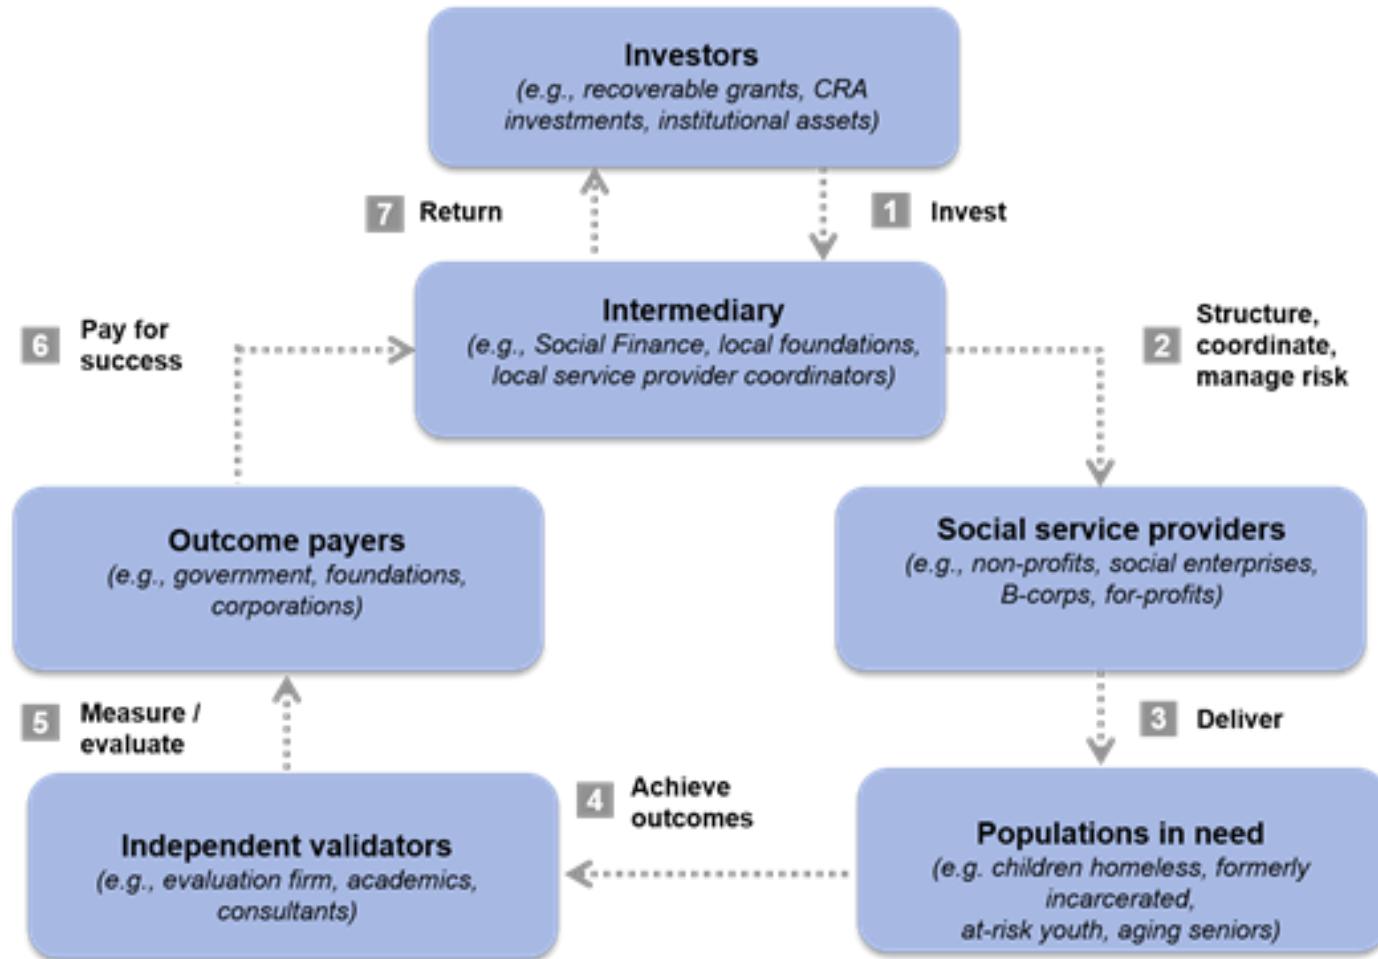 Investors
(e.g., recoverable grants, CRA
investments, institutional assets)
7 Return
1 Invest
Intermediary
(e.g., Social Finance, local foundations,
local service provider coordinators)
6 Pay for
success
2 Structure,
coordinate,
manage risk
Outcome payers
(e.g., government, foundations,
corporations)
Social service providers
(e.g., non-profits, social enterprises,
B-corps, for-profits)
5 Measure /
evaluate
3 Deliver
4 Achieve
outcomes
Independent validators
(e.g., evaluation firm, academics,
consultants)
Populations in need
(e.g. children homeless, formerly
incarcerated,
at-risk youth, aging seniors)